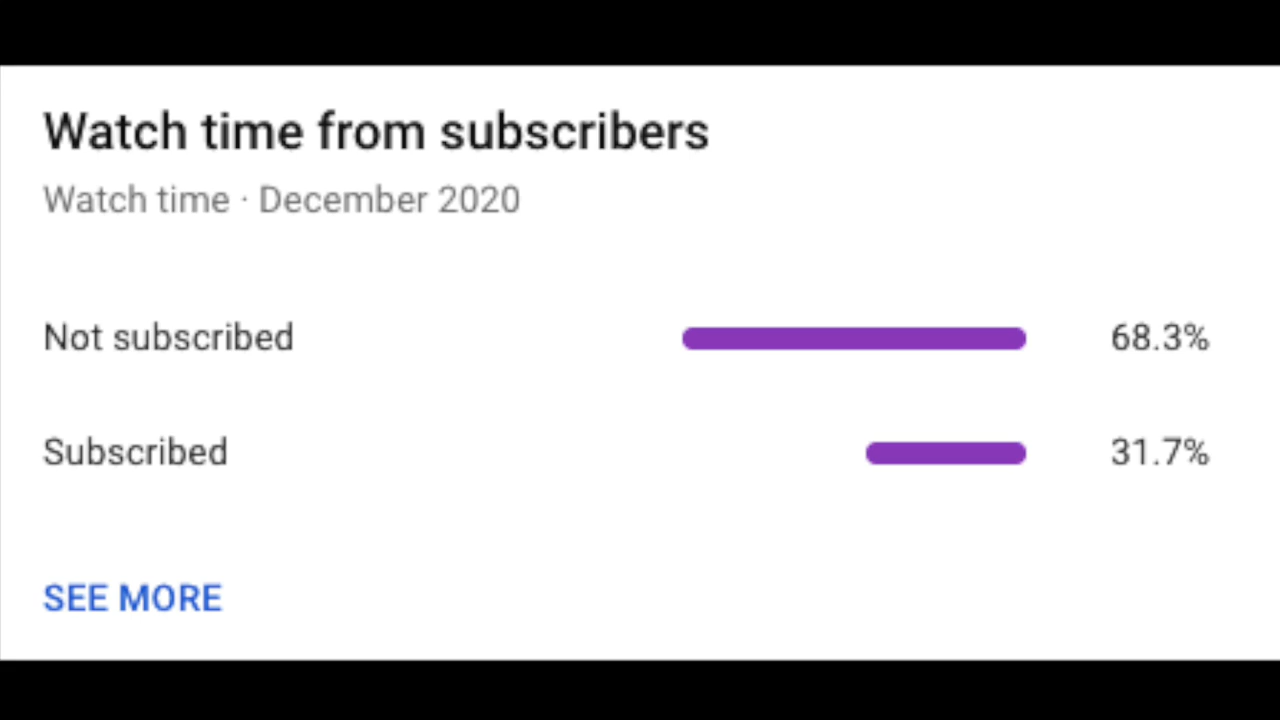 Watch time from subscribers
Watch time · December 2020
Not subscribed 68.3%
Subscribed 31.7%
SEE MORE